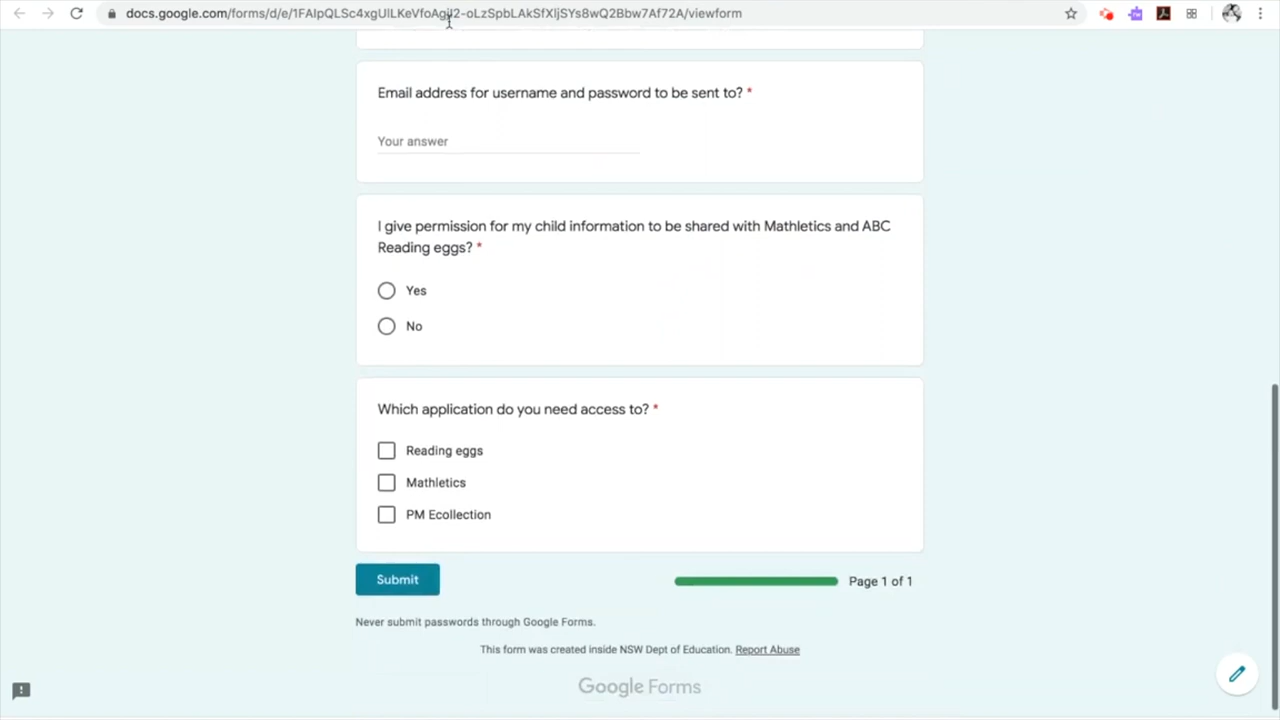 docs.google.com/forms/d/e/1FAIpQLSc4xgUlLKeVfoAgjl2-oLzSpbLAkSfXIjSYs8wQ2Bbw7Af72A/viewform
Email address for username and password to be sent to? *
Your answer
I give permission for my child information to be shared with Mathletics and ABC
Reading eggs? *
Yes
No
Which application do you need access to? *
Reading eggs
Mathletics
PM Ecollection
Submit
Page 1 of 1
Never submit passwords through Google Forms.
This form was created inside NSW Dept of Education. Report Abuse
Google Forms